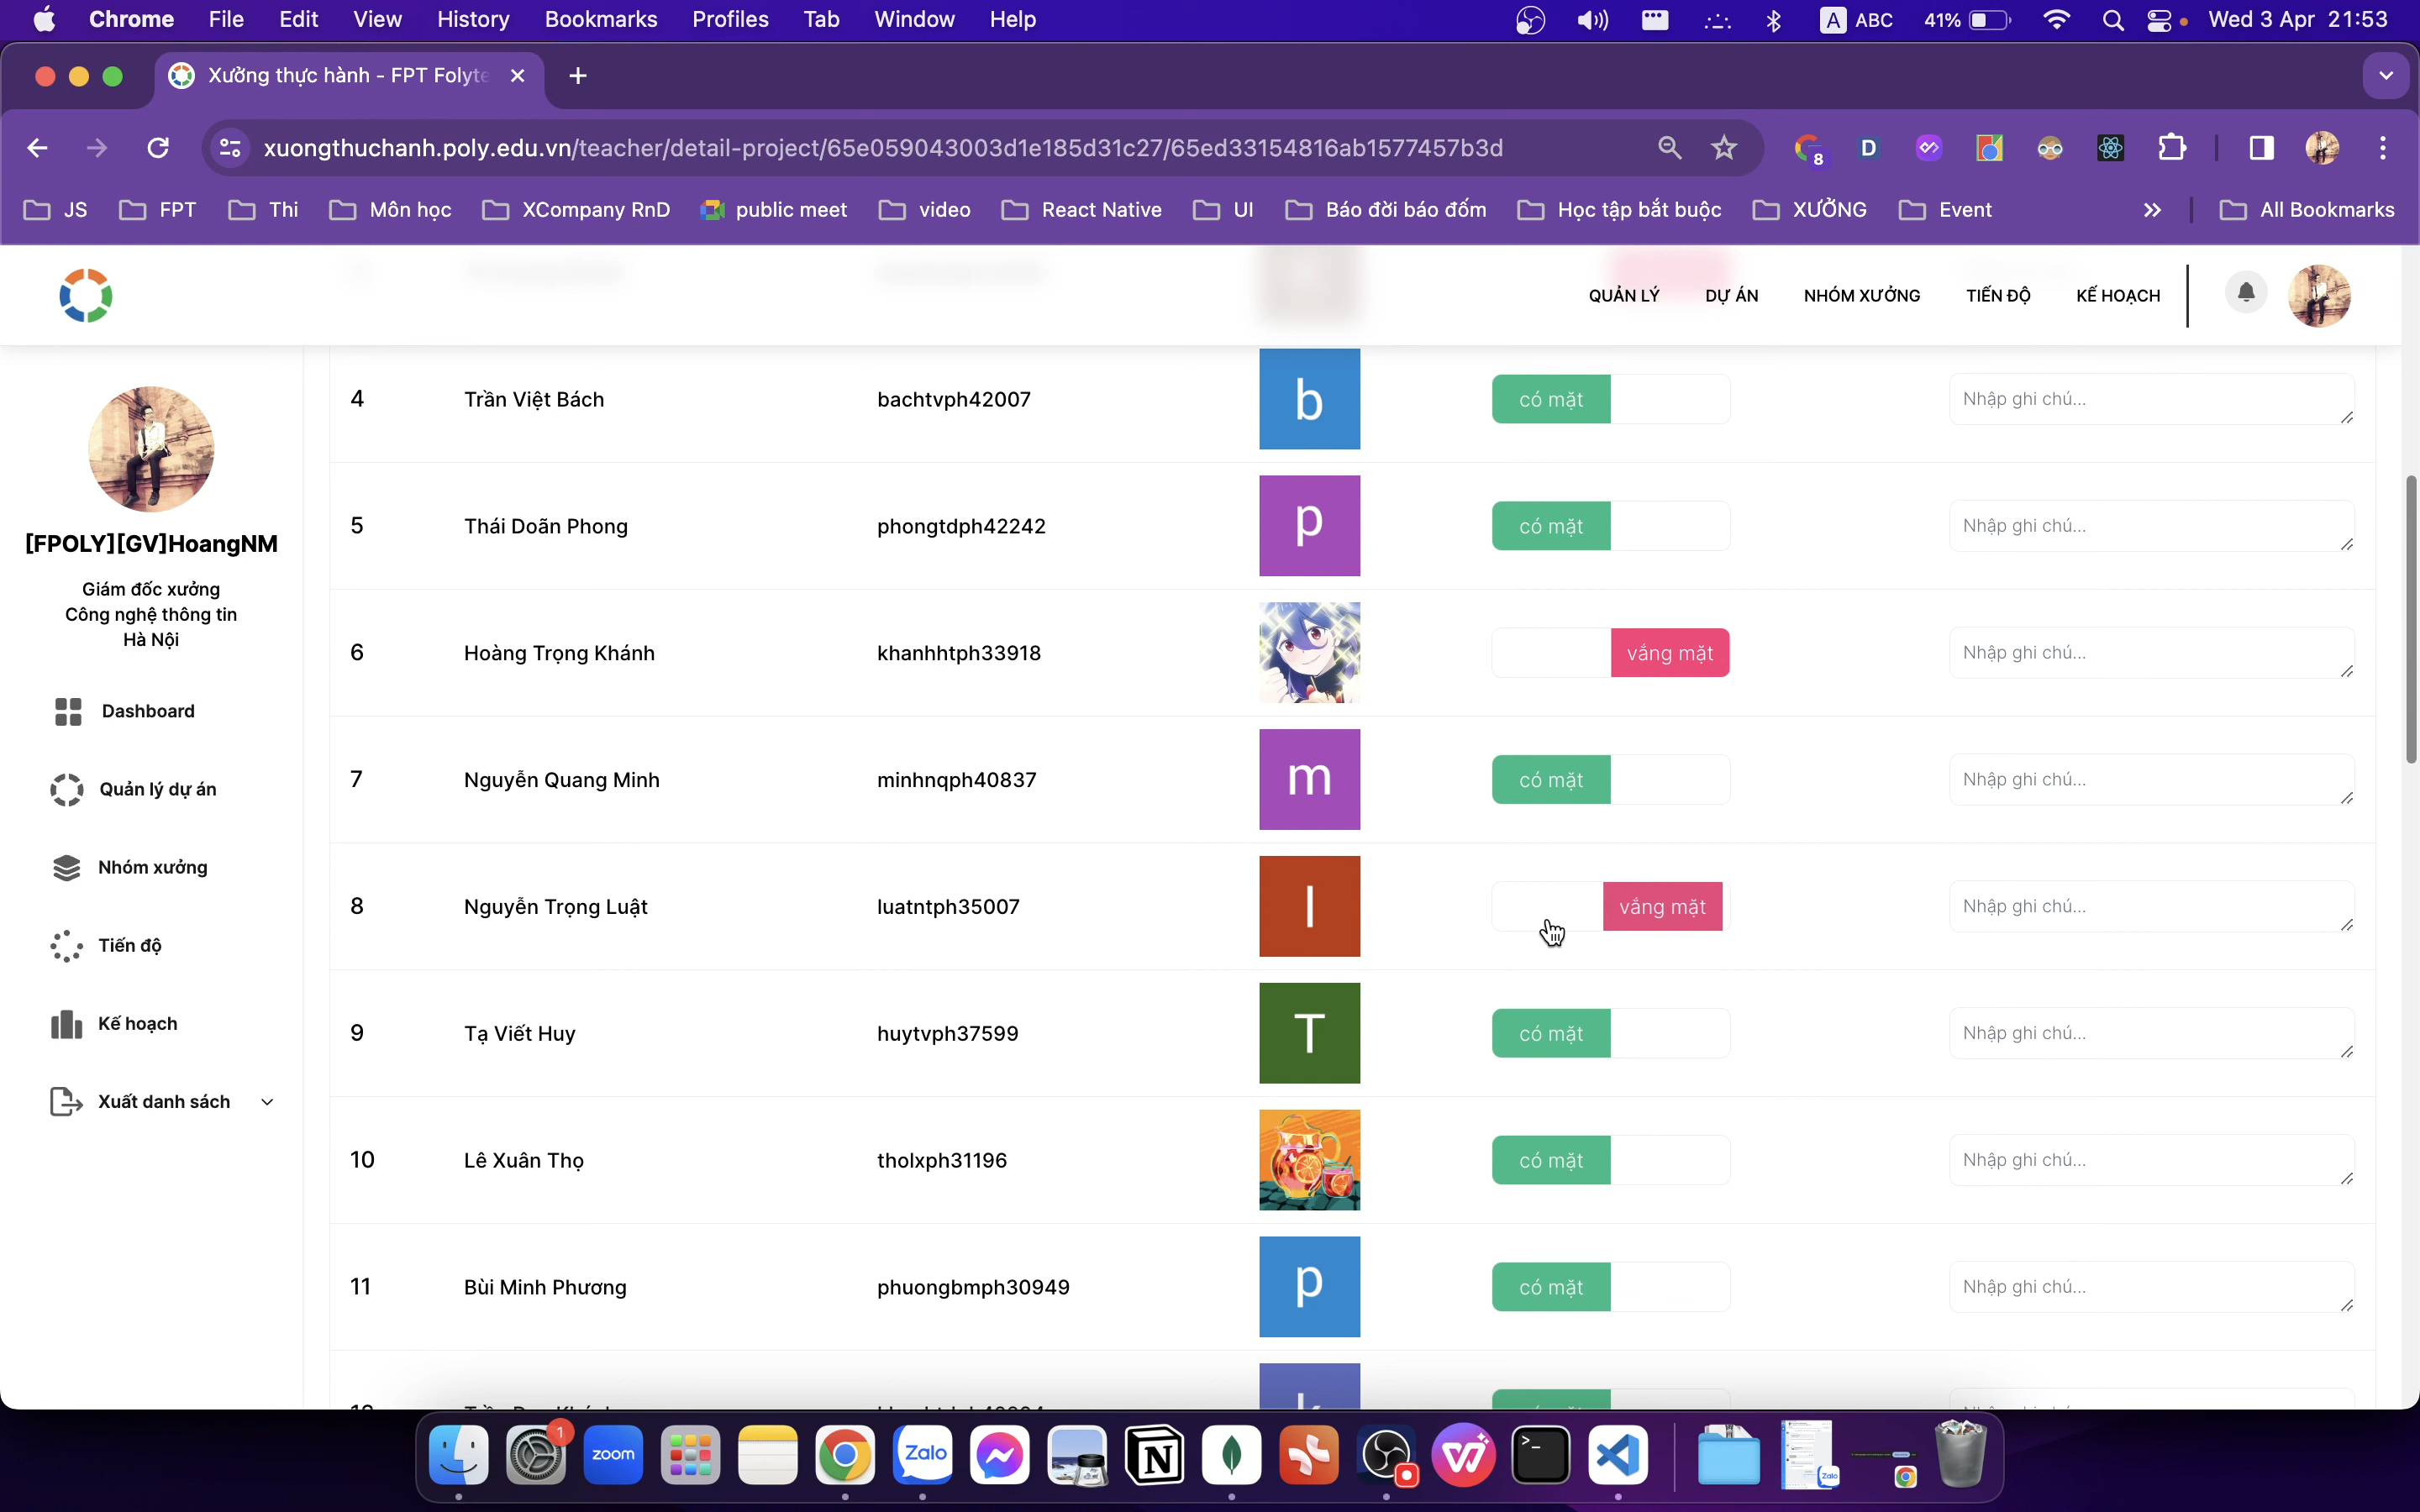 Chrome File Edit View History Bookmarks Profiles Tab Window Help A ABC 41% Wed 3 Apr 21:53
Xưởng thực hành - FPT Folyte
xuongthuchanh.poly.edu.vn/teacher/detail-project/65e059043003d1e185d31c27/65ed33154816ab1577457b3d 8 D
JS FPT Thi Môn học XCompany RnD public meet video React Native UI Báo đời báo đốm Học tập bắt buộc XƯỞNG Event All Bookmarks
QUẢN LÝ DỰ ÁN NHÓM XƯỞNG TIẾN ĐỘ KẾ HOẠCH
[FPOLY][GV]HoangNM
Giám đốc xưởng
Công nghệ thông tin
Hà Nội
Dashboard
Quản lý dự án
Nhóm xưởng
Tiến độ
Kế hoạch
Xuất danh sách
4 Trần Việt Bách bachtvph42007 b có mặt Nhập ghi chú...
5 Thái Doãn Phong phongtdph42242 p có mặt Nhập ghi chú...
6 Hoàng Trọng Khánh khanhhtph33918 vắng mặt Nhập ghi chú...
7 Nguyễn Quang Minh minhnqph40837 m có mặt Nhập ghi chú...
8 Nguyễn Trọng Luật luatntph35007 l vắng mặt Nhập ghi chú...
9 Tạ Viết Huy huytvph37599 T có mặt Nhập ghi chú...
10 Lê Xuân Thọ tholxph31196 có mặt Nhập ghi chú...
11 Bùi Minh Phương phuongbmph30949 p có mặt Nhập ghi chú...
1 zoom Zalo N W >_ Zalo